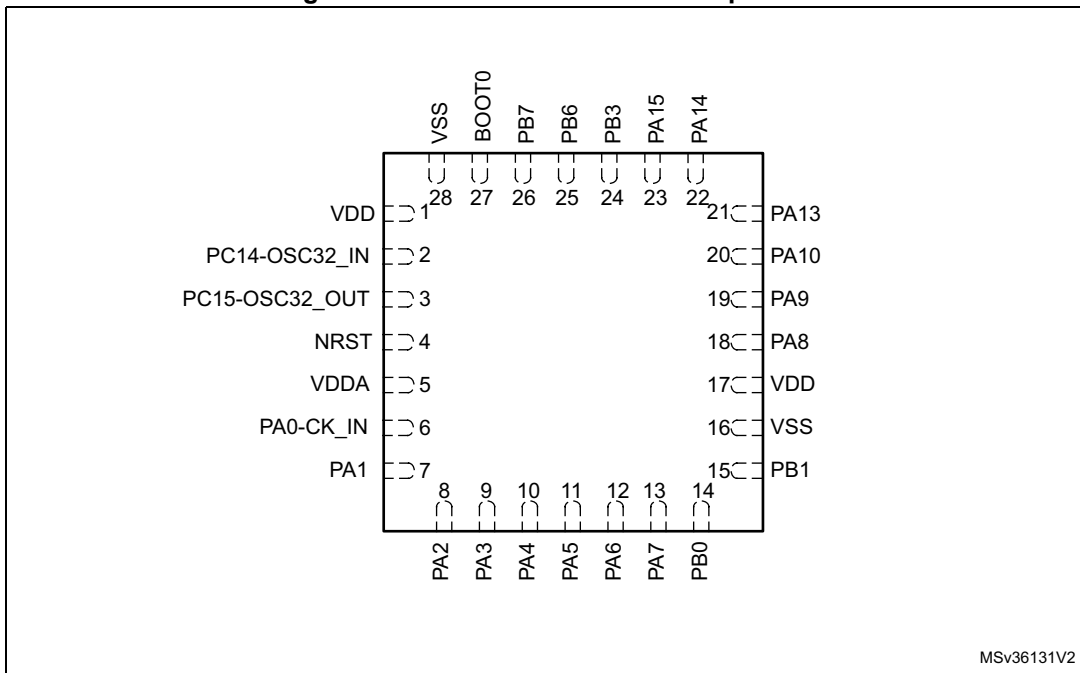 VSS
BOOT0
PB7
PB6
PB3
PA15
PA14
28
27
26
25
24
23
22
VDD 1
PC14-OSC32_IN 2
PC15-OSC32_OUT 3
NRST 4
VDDA 5
PA0-CK_IN 6
PA1 7
21 PA13
20 PA10
19 PA9
18 PA8
17 VDD
16 VSS
15 PB1
8
9
10
11
12
13
14
PA2
PA3
PA4
PA5
PA6
PA7
PB0
MSv36131V2